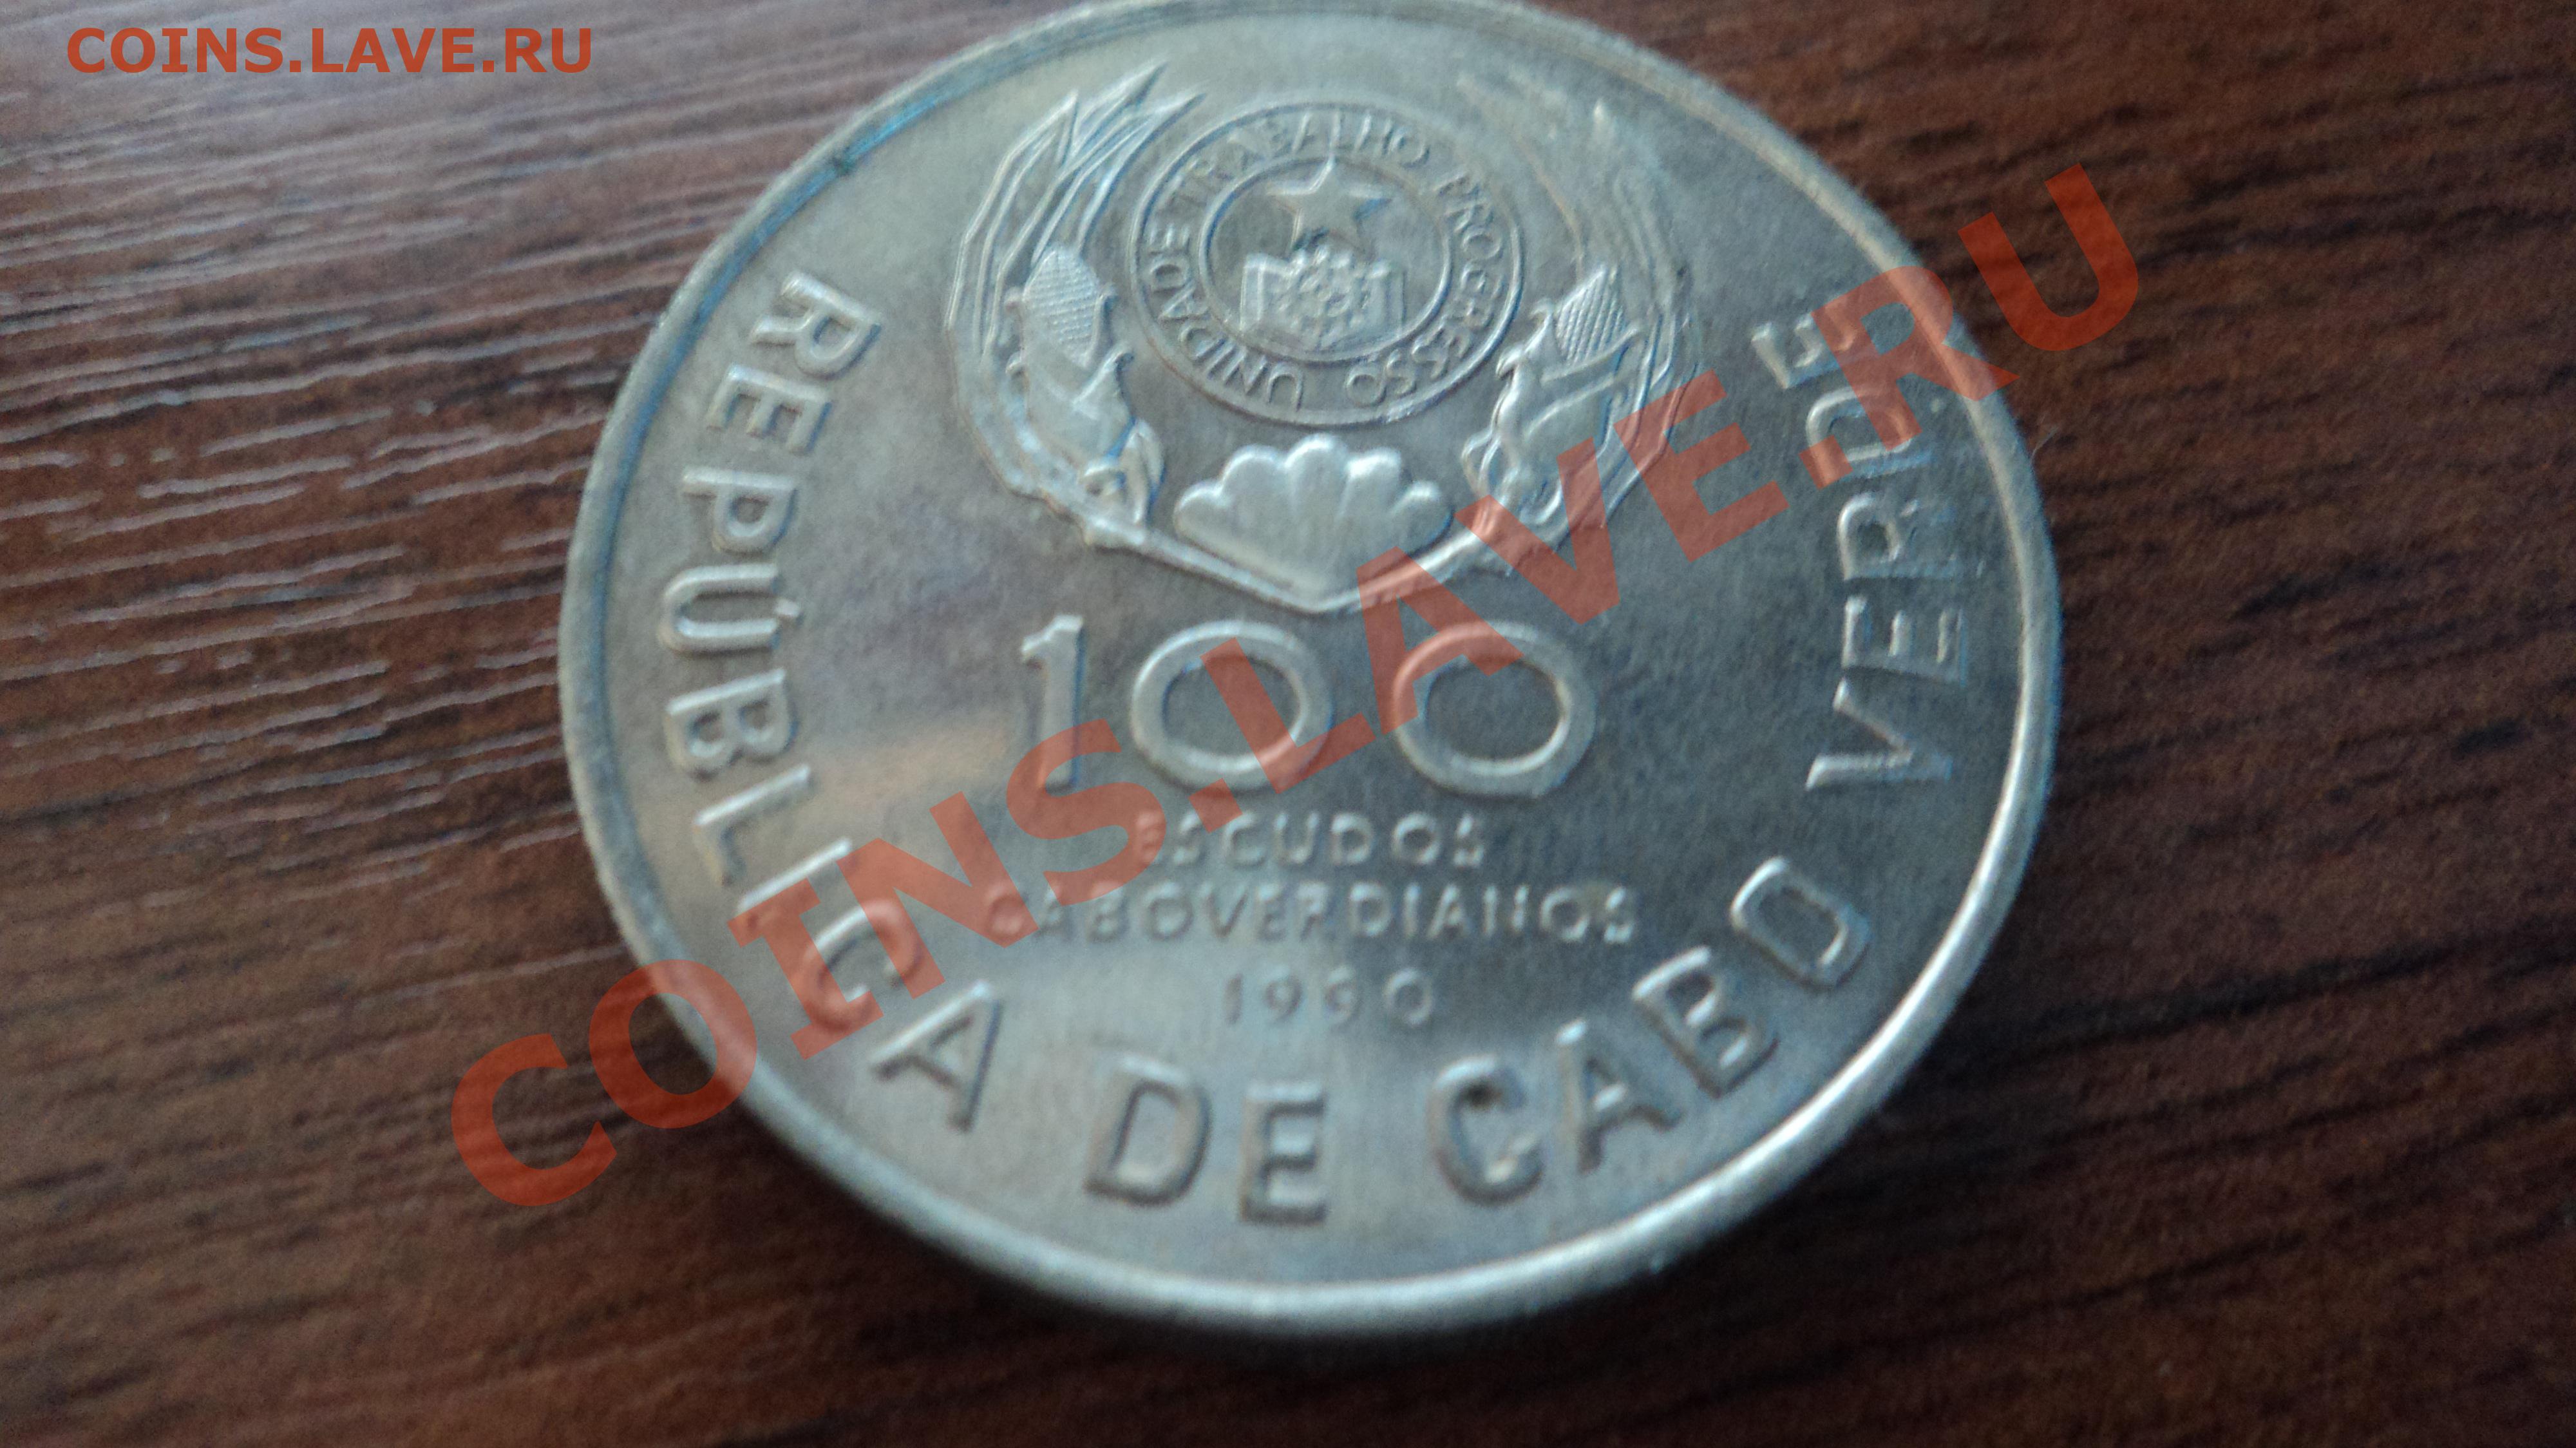 COINS.LAVE.RU
UNIDADE TRABALHO PROGRESSO
100
ESCUDOS
CABOVERDIANOS
1990
REPÚBLICA DE CABO VERDE
COINS.LAVE.RU